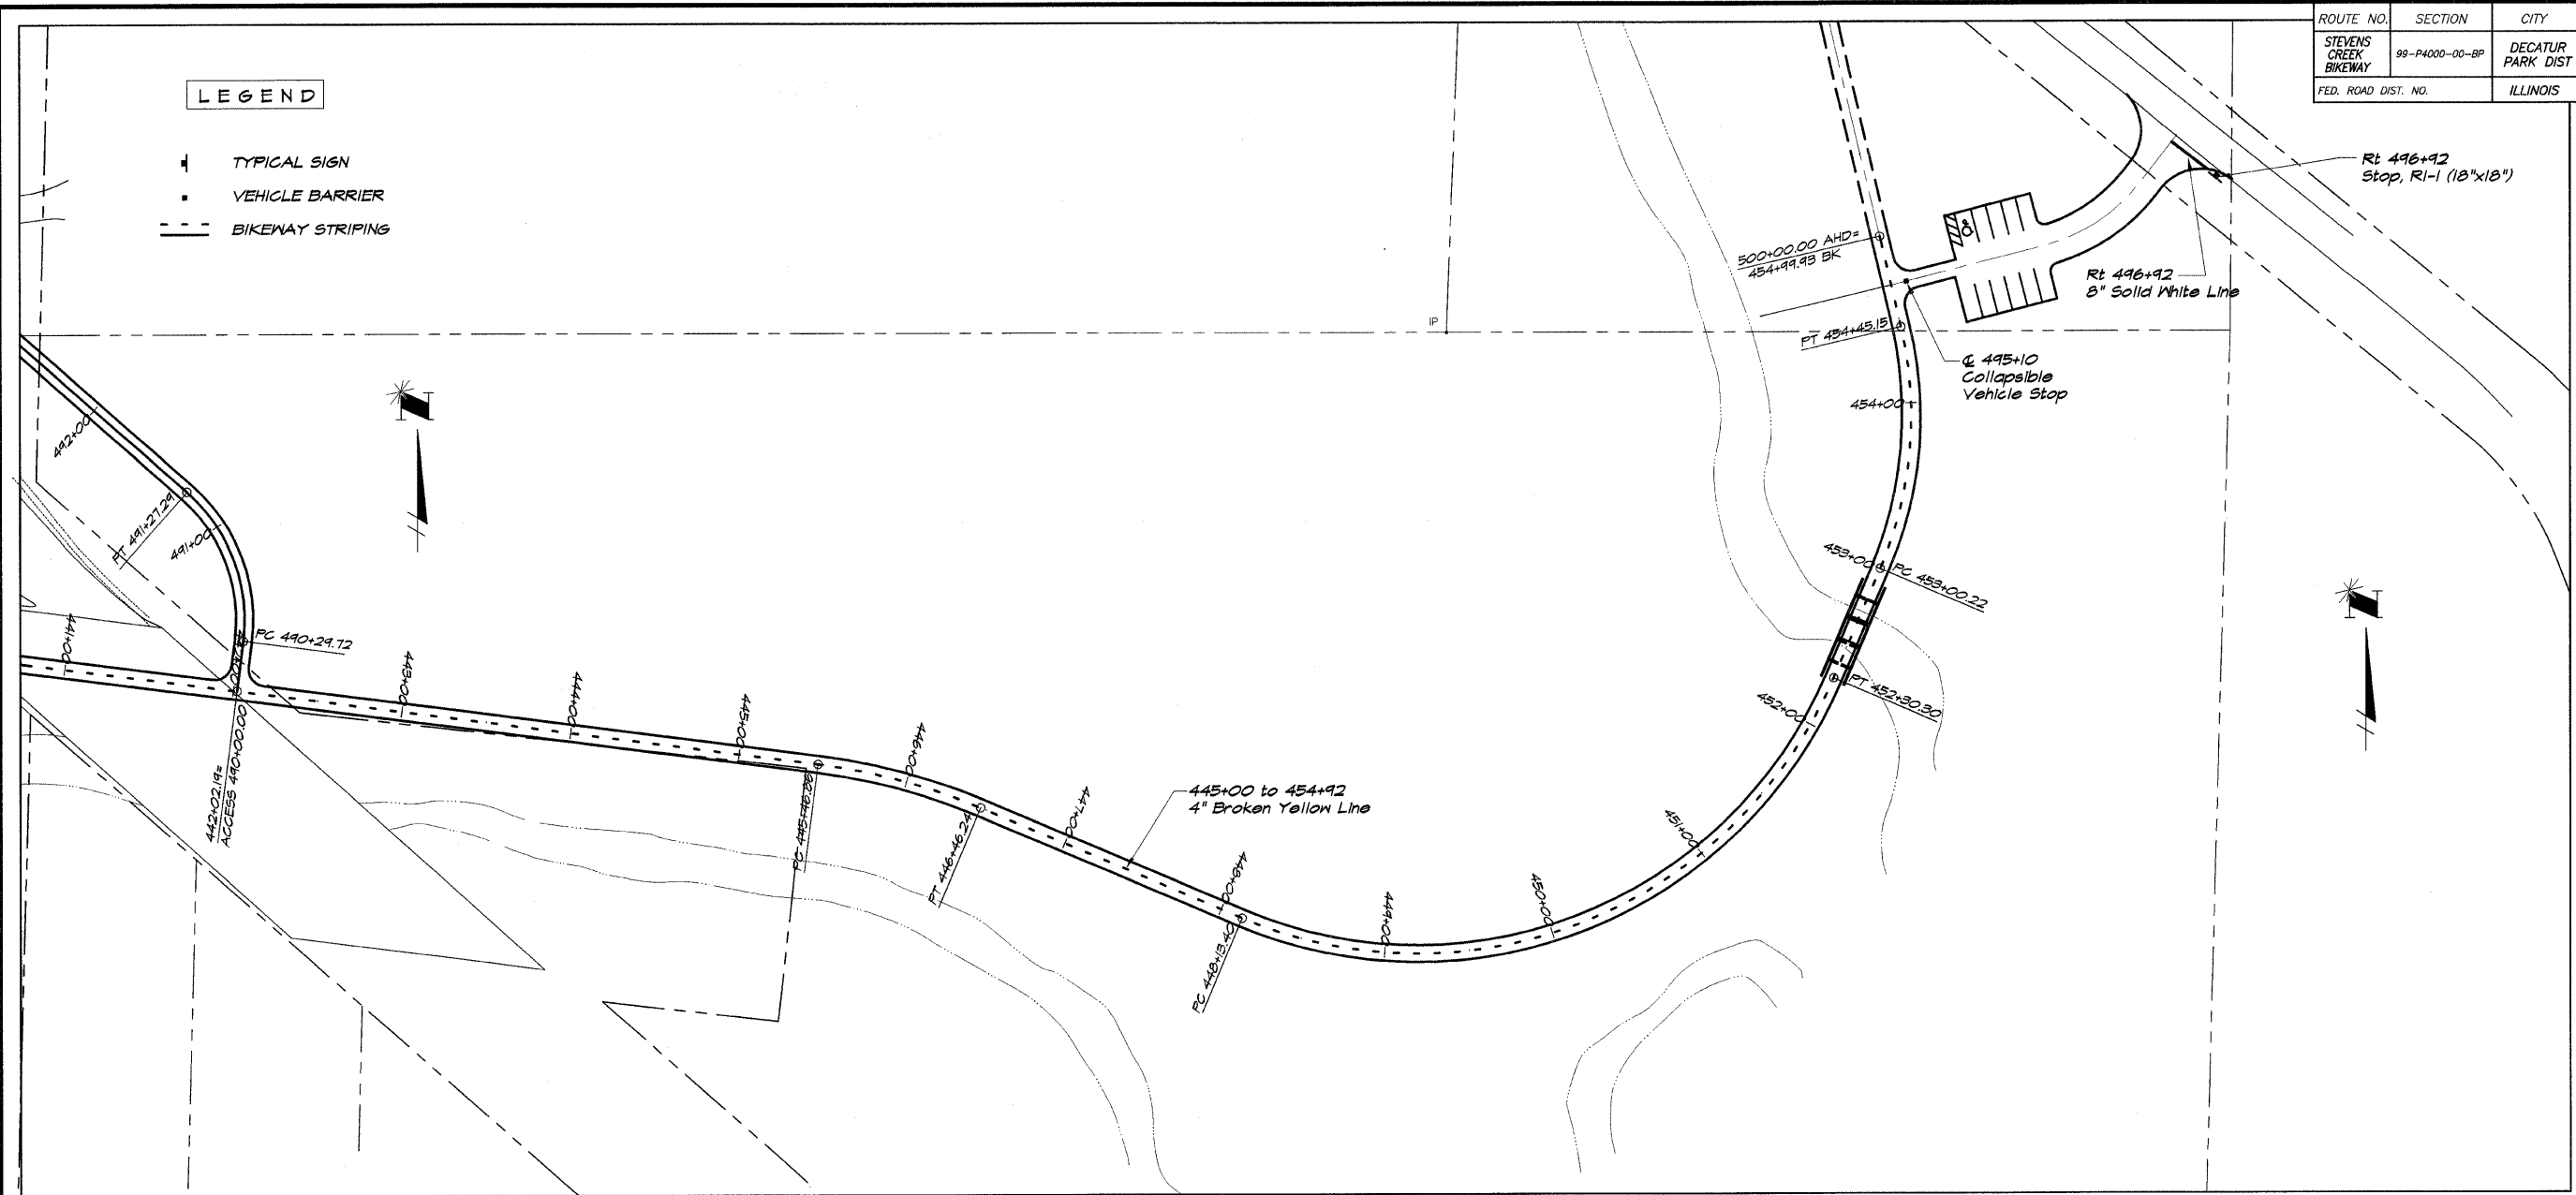 ROUTE NO. SECTION CITY
STEVENS CREEK BIKEWAY 99-P4000-00-BP DECATUR PARK DIST
FED. ROAD DIST. NO. ILLINOIS
LEGEND
TYPICAL SIGN
VEHICLE BARRIER
BIKEWAY STRIPING
Rt 496+92
Stop, R1-1 (18"x18")
500+00.00 AHD=
454+99.93 BK
Rt 496+92
8" Solid White Line
IP
PT 454+45.15
℄ 495+10
Collapsible
Vehicle Stop
454+00
492+00
PT 491+27.29
491+00
453+00
PC 453+00.22
441+00
PC 490+29.72
442+00
443+00
444+00
445+00
446+00
PT 452+30.30
452+00
442+02.19=
ACCESS 490+00.00
PC 445+46.86
445+00 to 454+92
4" Broken Yellow Line
447+00
PT 446+46.24
451+00
448+00
449+00
450+00
PC 448+13.40